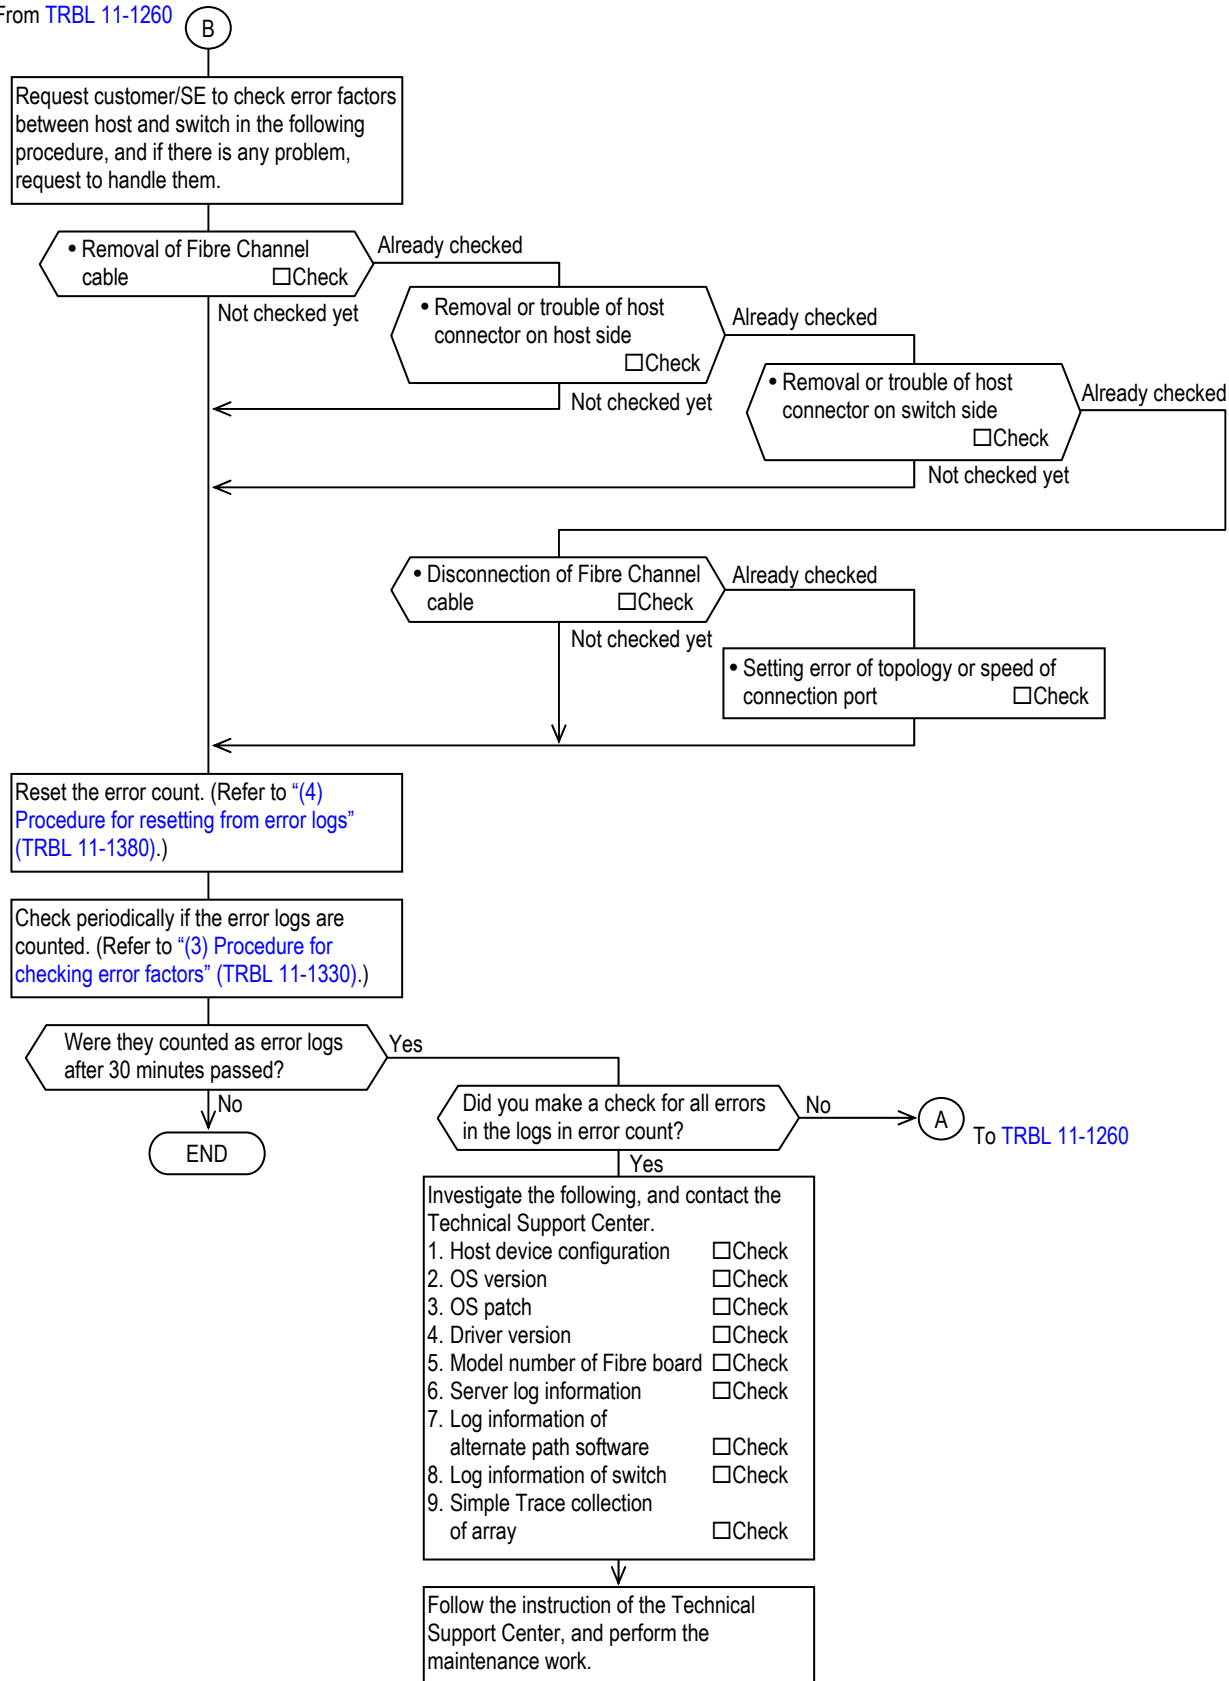 From TRBL 11-1260
B
Request customer/SE to check error factors
between host and switch in the following
procedure, and if there is any problem,
request to handle them.
• Removal of Fibre Channel
cable □Check
Already checked
Not checked yet
• Removal or trouble of host
connector on host side
□Check
Already checked
Not checked yet
• Removal or trouble of host
connector on switch side
□Check
Already checked
Not checked yet
• Disconnection of Fibre Channel
cable □Check
Already checked
Not checked yet
• Setting error of topology or speed of
connection port □Check
Reset the error count. (Refer to “(4)
Procedure for resetting from error logs”
(TRBL 11-1380).)
Check periodically if the error logs are
counted. (Refer to “(3) Procedure for
checking error factors” (TRBL 11-1330).)
Were they counted as error logs
after 30 minutes passed?
Yes
No
END
Did you make a check for all errors
in the logs in error count?
No
A
To TRBL 11-1260
Yes
Investigate the following, and contact the
Technical Support Center.
1. Host device configuration □Check
2. OS version □Check
3. OS patch □Check
4. Driver version □Check
5. Model number of Fibre board □Check
6. Server log information □Check
7. Log information of
alternate path software □Check
8. Log information of switch □Check
9. Simple Trace collection
of array □Check
Follow the instruction of the Technical
Support Center, and perform the
maintenance work.